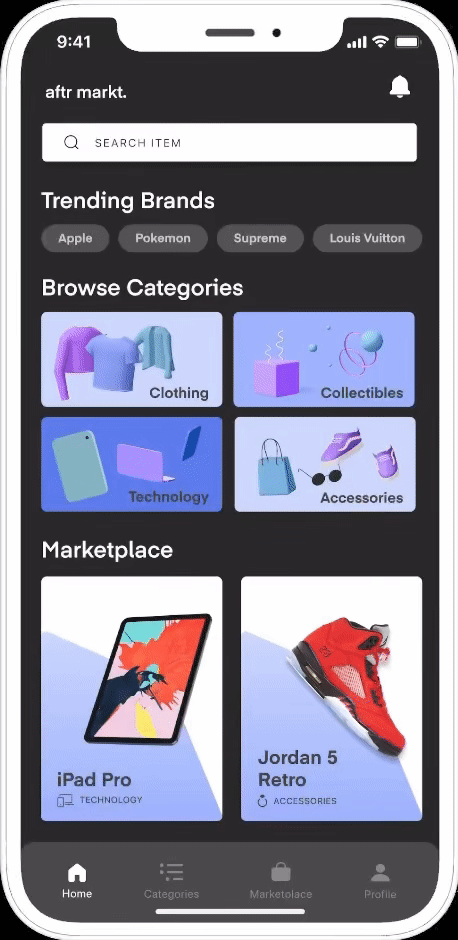 9:41
aftr markt.
SEARCH ITEM
Trending Brands
Apple
Pokemon
Supreme
Louis Vuitton
Browse Categories
Clothing
Collectibles
Technology
Accessories
Marketplace
iPad Pro
TECHNOLOGY
Jordan 5
Retro
ACCESSORIES
Home
Categories
Marketplace
Profile